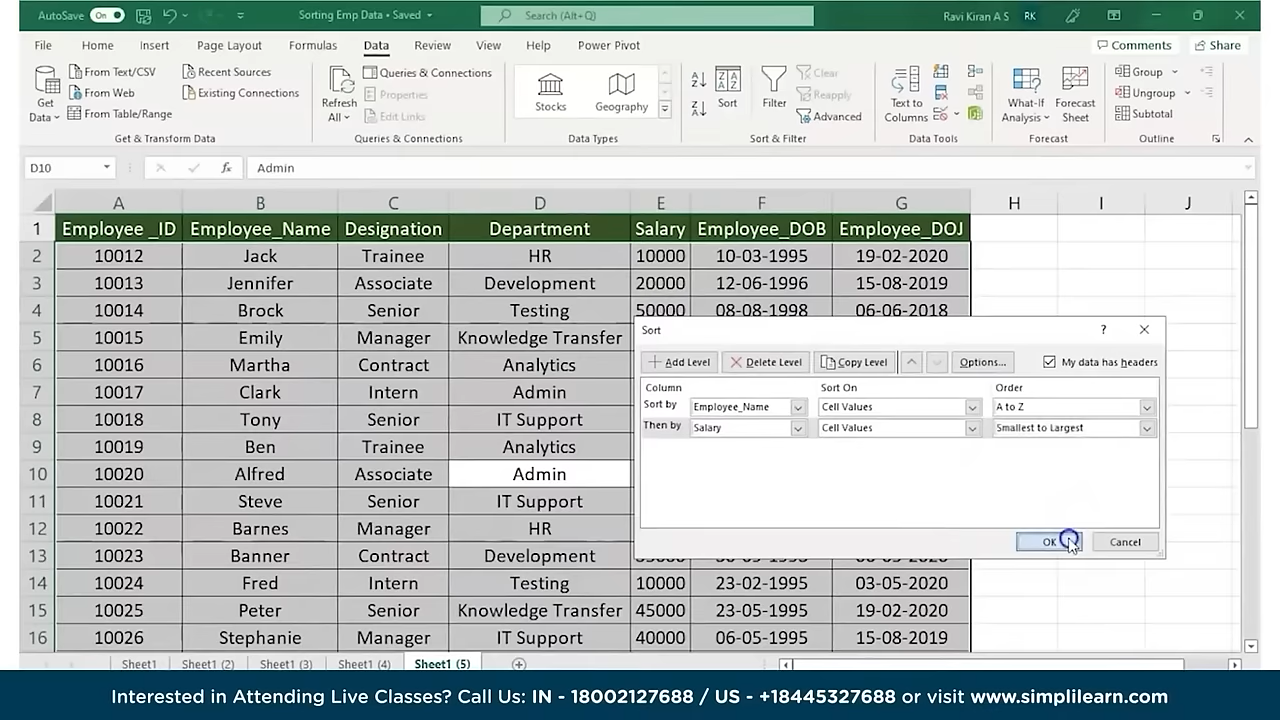 AutoSave On Sorting Emp Data • Saved Search (Alt+Q) Ravi Kiran A S RK
File Home Insert Page Layout Formulas Data Review View Help Power Pivot Comments Share
Get Data From Text/CSV From Web From Table/Range Recent Sources Existing Connections
Get & Transform Data
Refresh All Queries & Connections Properties Edit Links
Queries & Connections
Stocks Geography
Data Types
Sort Filter Clear Reapply Advanced
Sort & Filter
Text to Columns
Data Tools
What-If Analysis Forecast Sheet
Forecast
Group Ungroup Subtotal
Outline
D10 fx Admin
A B C D E F G H I J
1 Employee _ID Employee_Name Designation Department Salary Employee_DOB Employee_DOJ
2 10012 Jack Trainee HR 10000 10-03-1995 19-02-2020
3 10013 Jennifer Associate Development 20000 12-06-1996 15-08-2019
4 10014 Brock Senior Testing 50000 08-08-1998 06-06-2018
5 10015 Emily Manager Knowledge Transfer
6 10016 Martha Contract Analytics
7 10017 Clark Intern Admin
8 10018 Tony Senior IT Support
9 10019 Ben Trainee Analytics
10 10020 Alfred Associate Admin
11 10021 Steve Senior IT Support
12 10022 Barnes Manager HR
13 10023 Banner Contract Development
14 10024 Fred Intern Testing 10000 23-02-1995 03-05-2020
15 10025 Peter Senior Knowledge Transfer 45000 23-05-1995 19-02-2020
16 10026 Stephanie Manager IT Support 40000 06-05-1995 15-08-2019
Sort ?
Add Level Delete Level Copy Level Options... My data has headers
Column Sort On Order
Sort by Employee_Name Cell Values A to Z
Then by Salary Cell Values Smallest to Largest
OK Cancel
Sheet1 Sheet1 (2) Sheet1 (3) Sheet1 (4) Sheet1 (5)
Interested in Attending Live Classes? Call Us: IN - 18002127688 / US - +18445327688 or visit www.simplilearn.com